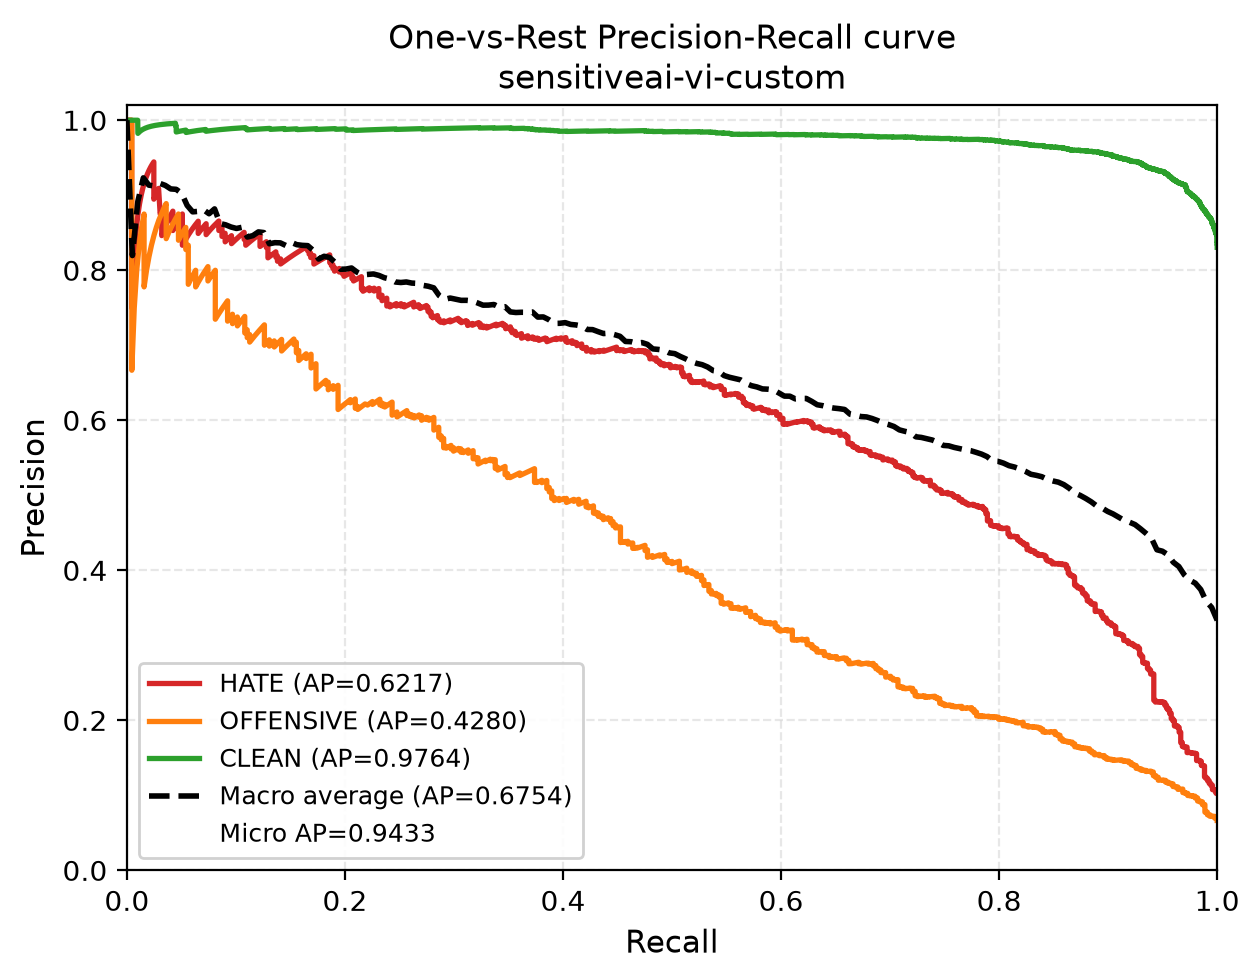 One-vs-Rest Precision-Recall curve
sensitiveai-vi-custom
Precision
1.0
0.8
0.6
0.4
0.2
0.0
HATE (AP=0.6217)
OFFENSIVE (AP=0.4280)
CLEAN (AP=0.9764)
Macro average (AP=0.6754)
Micro AP=0.9433
0.0 0.2 0.4 0.6 0.8 1.0
Recall